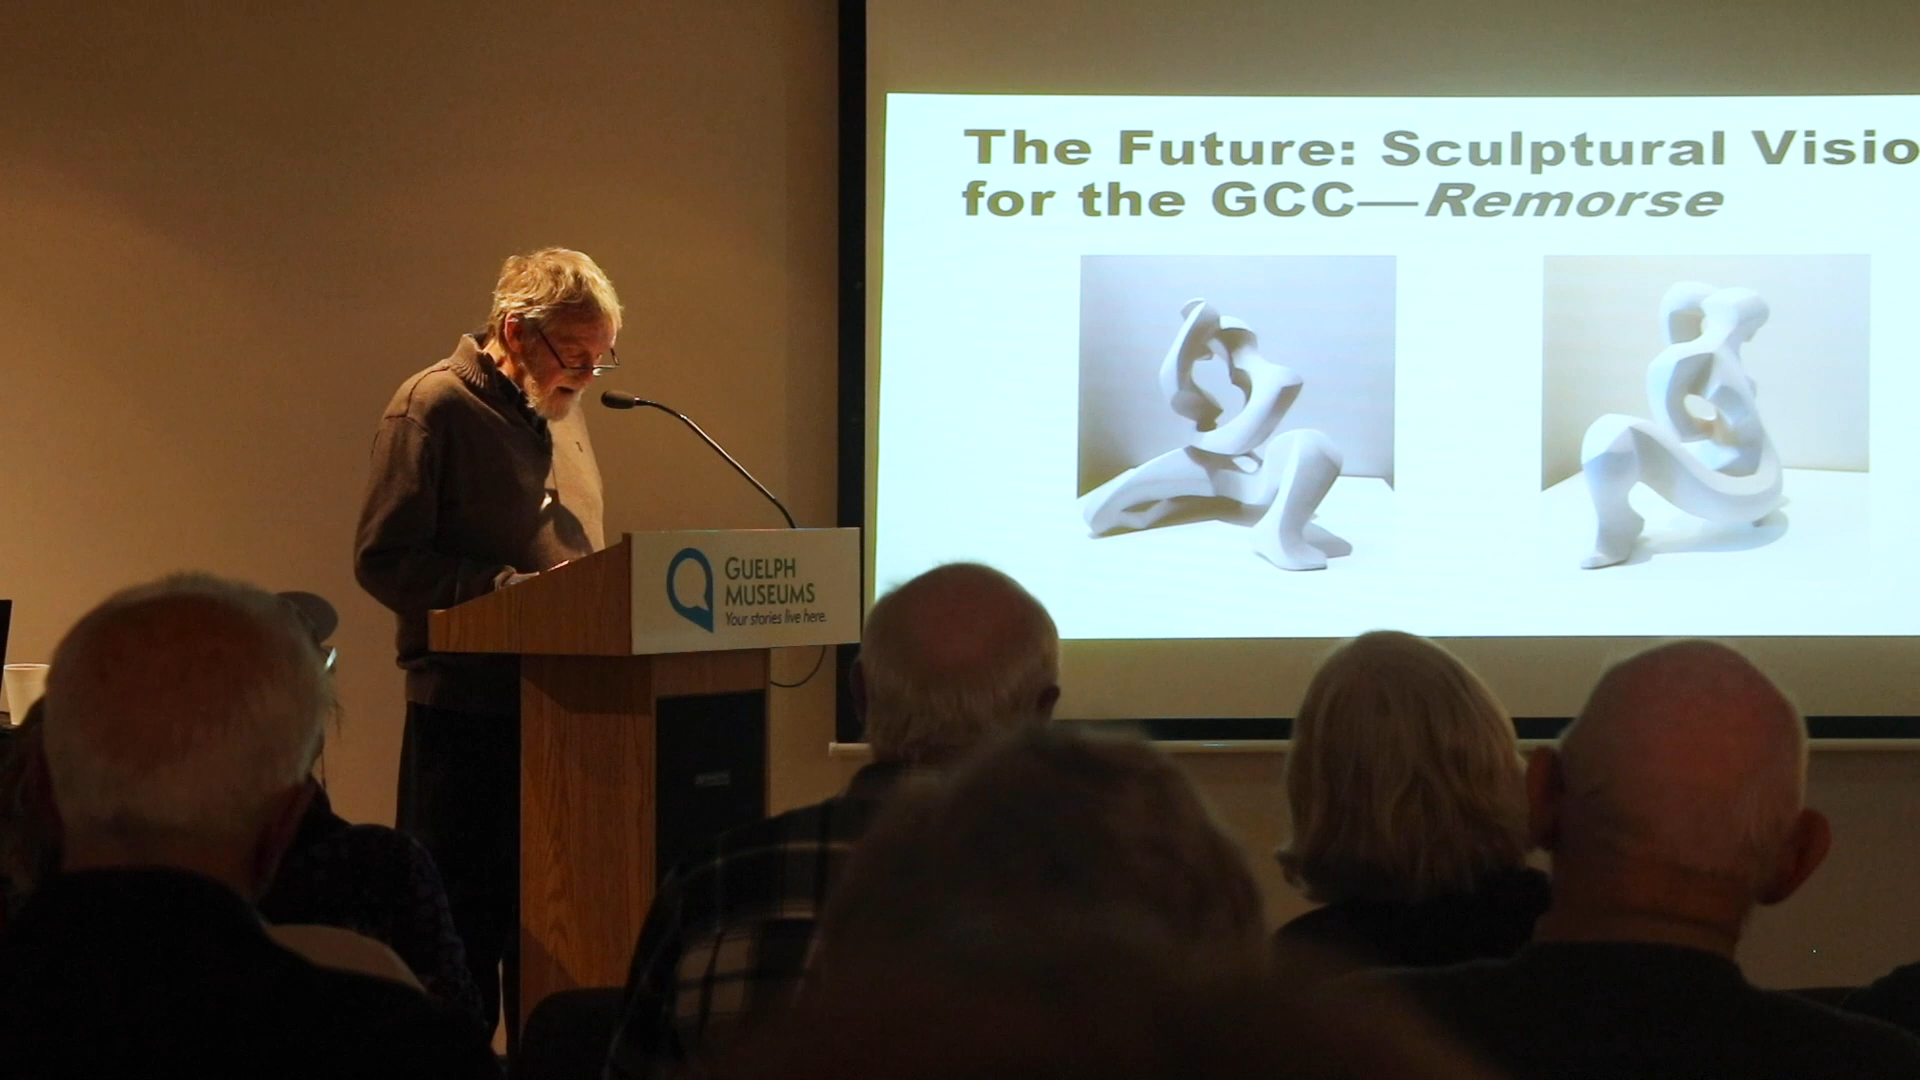 The Future: Sculptural Visio
for the GCC—Remorse
GUELPH
MUSEUMS
Your stories live here.